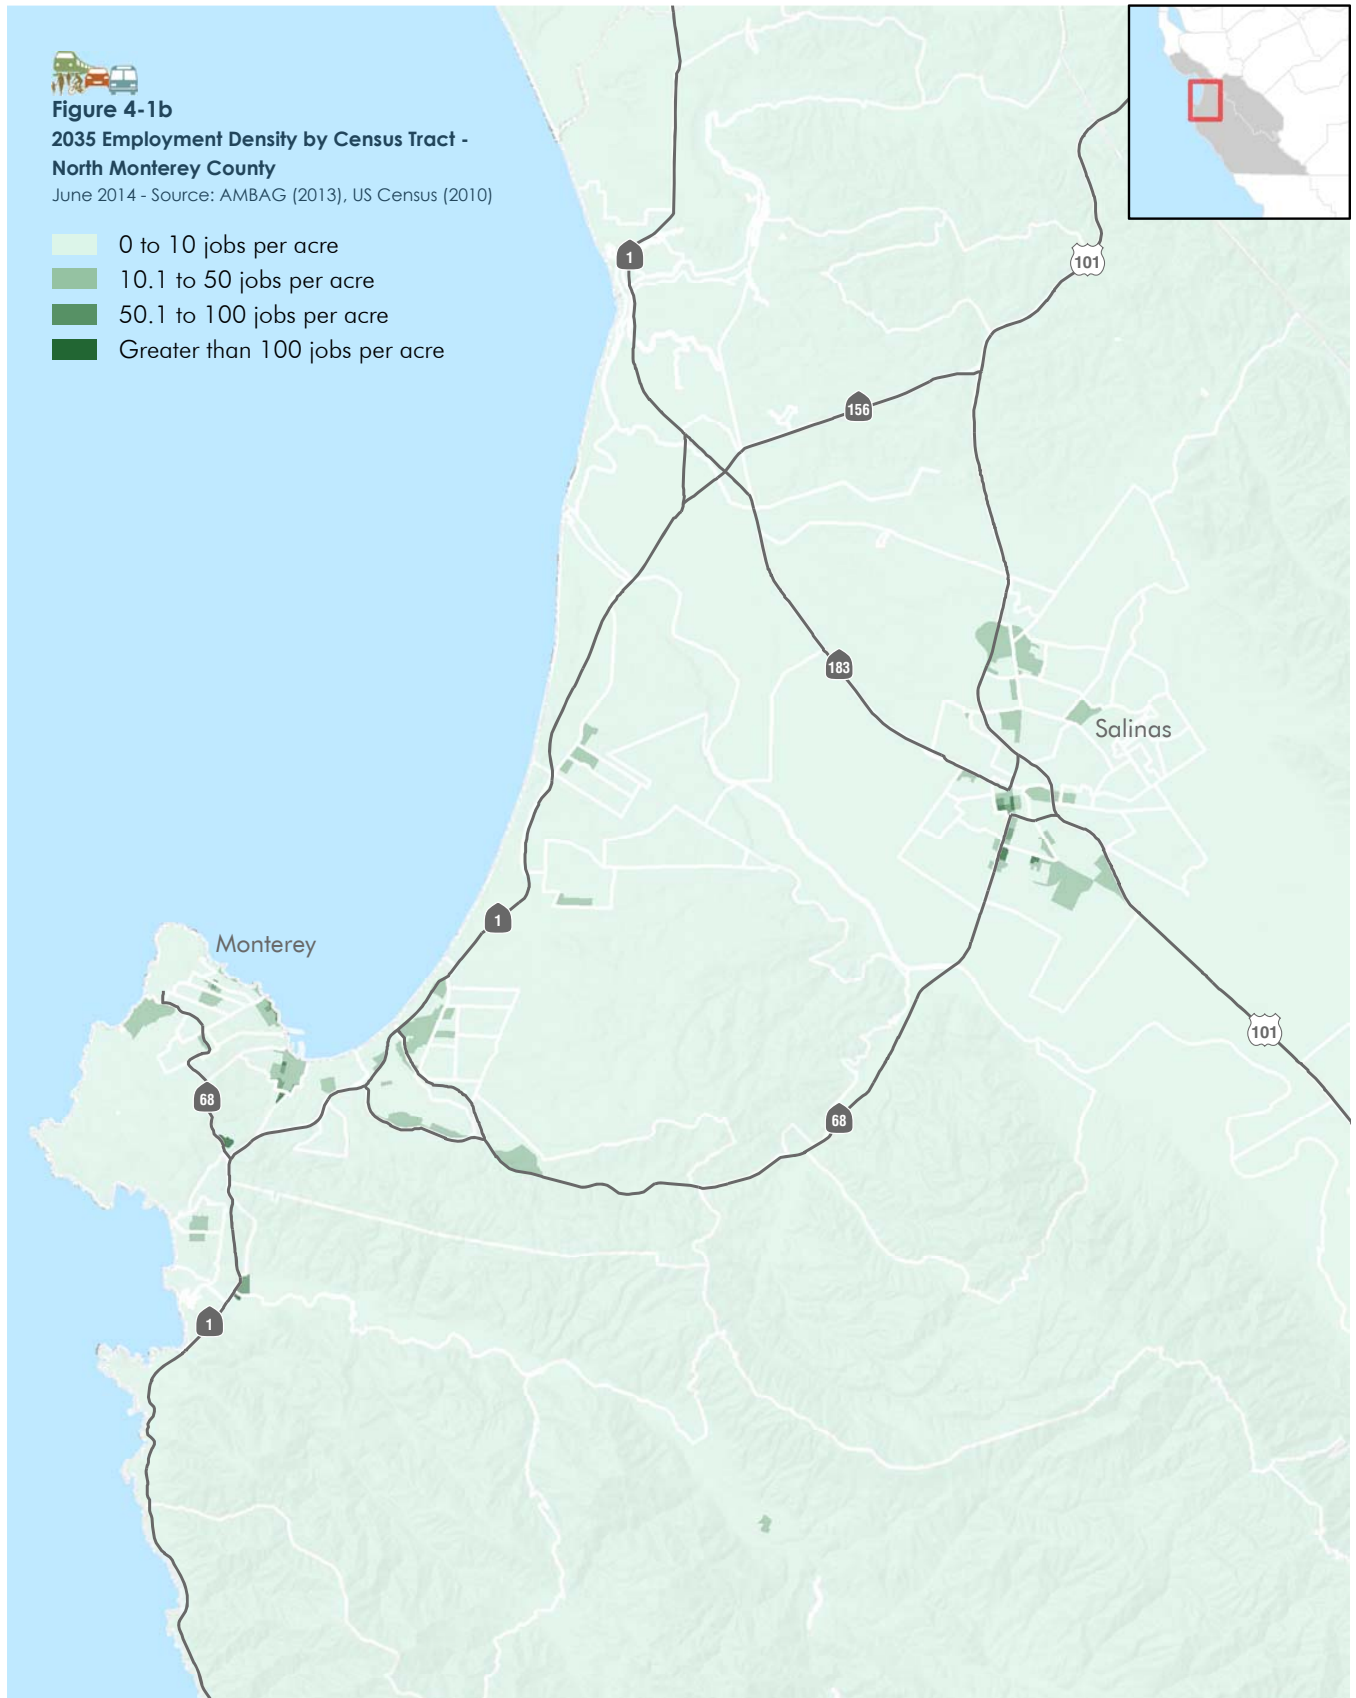 Figure 4-1b
2035 Employment Density by Census Tract -
North Monterey County
June 2014 - Source: AMBAG (2013), US Census (2010)
0 to 10 jobs per acre
10.1 to 50 jobs per acre
50.1 to 100 jobs per acre
Greater than 100 jobs per acre
1
101
156
183
Salinas
1
Monterey
101
68
68
1